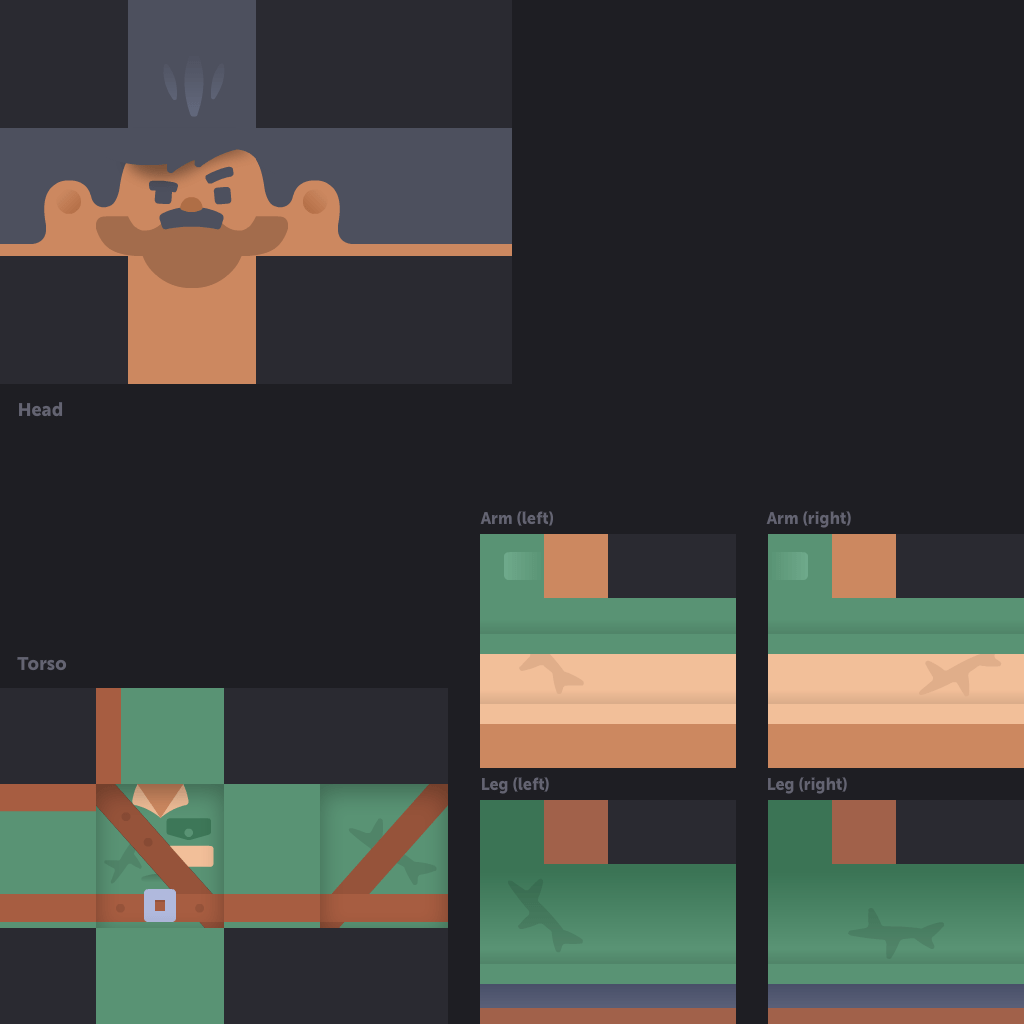 Head
Arm (left)
Arm (right)
Torso
Leg (left)
Leg (right)